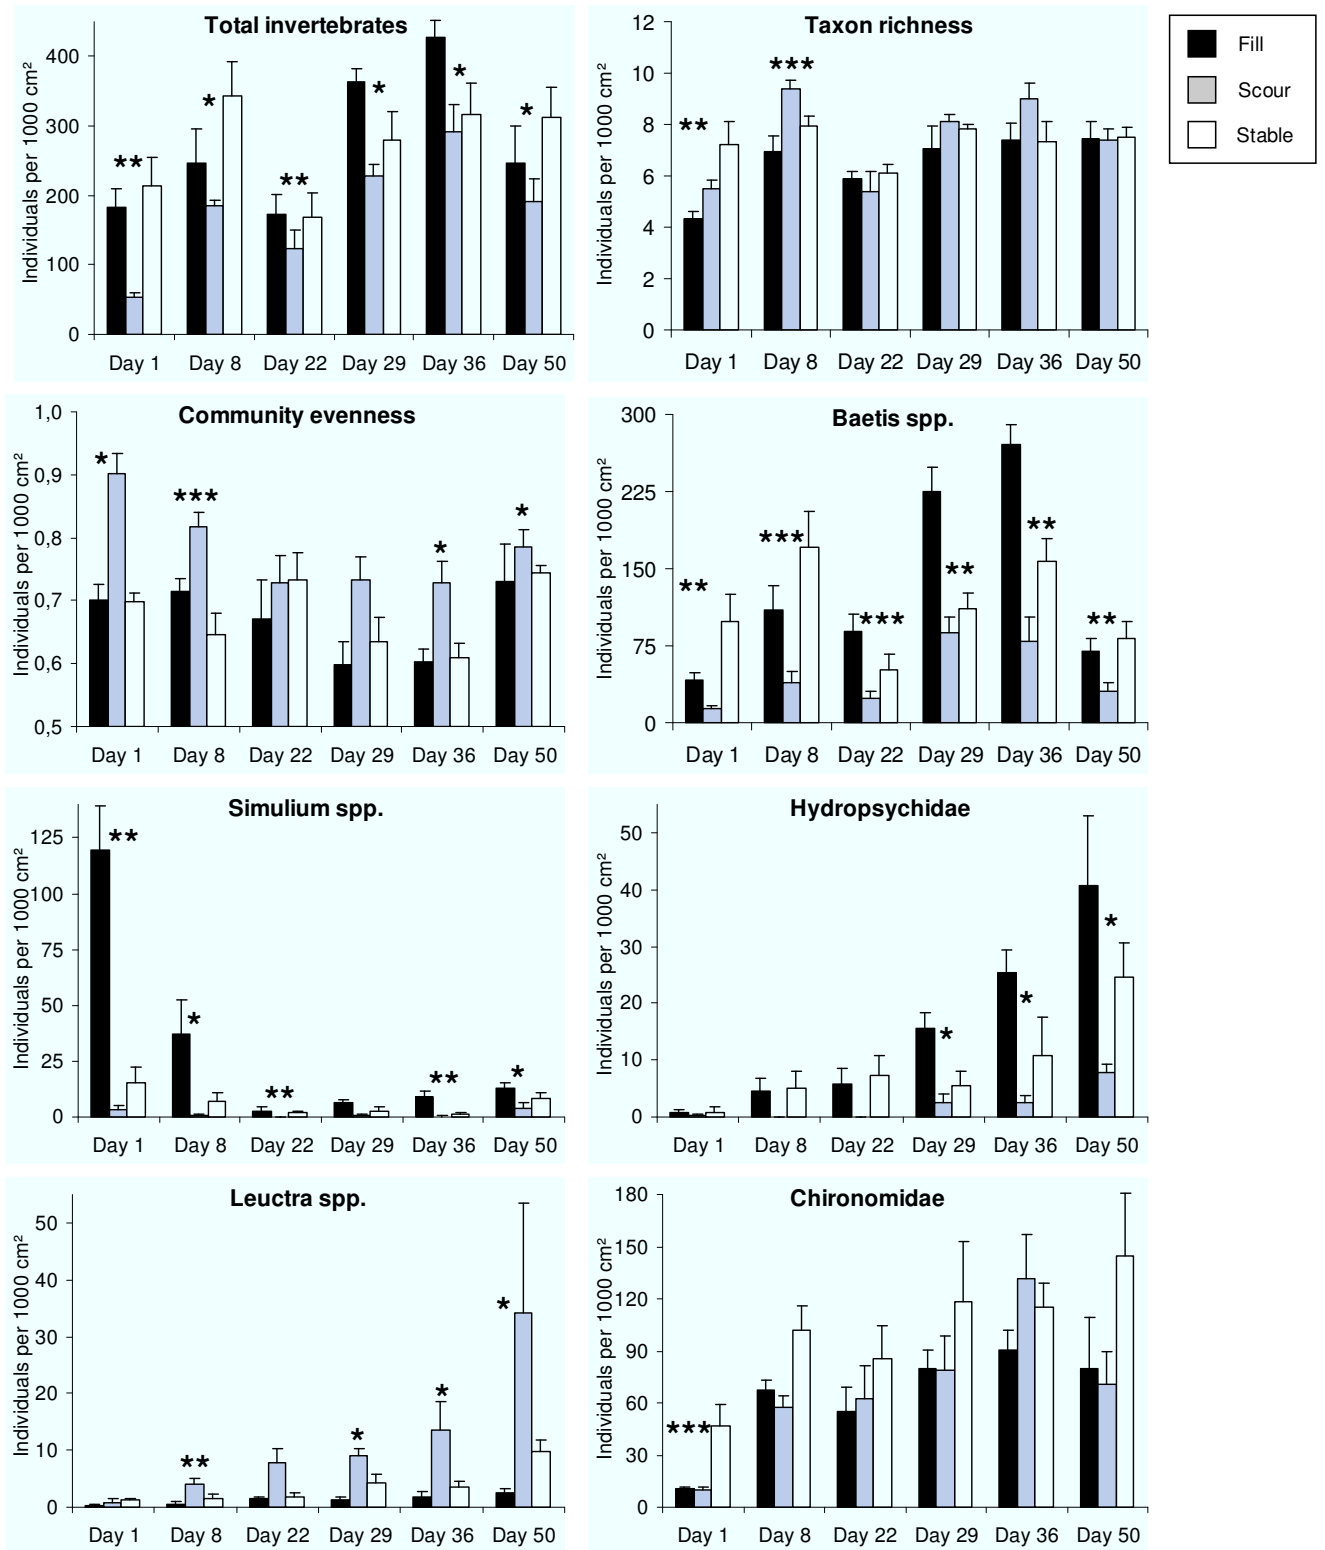 Total invertebrates
Individuals per 1000 cm²
400
300
200
100
0
**
*
**
*
*
*
Day 1 Day 8 Day 22 Day 29 Day 36 Day 50
Taxon richness
Individuals per 1000 cm²
12
10
8
6
4
2
0
**
***
Day 1 Day 8 Day 22 Day 29 Day 36 Day 50
Fill
Scour
Stable
Community evenness
Individuals per 1000 cm²
1,0
0,9
0,8
0,7
0,6
0,5
*
***
*
*
Day 1 Day 8 Day 22 Day 29 Day 36 Day 50
Baetis spp.
Individuals per 1000 cm²
300
225
150
75
0
**
***
***
**
**
**
Day 1 Day 8 Day 22 Day 29 Day 36 Day 50
Simulium spp.
Individuals per 1000 cm²
125
100
75
50
25
0
**
*
**
**
*
Day 1 Day 8 Day 22 Day 29 Day 36 Day 50
Hydropsychidae
Individuals per 1000 cm²
50
40
30
20
10
0
*
*
*
Day 1 Day 8 Day 22 Day 29 Day 36 Day 50
Leuctra spp.
Individuals per 1000 cm²
50
40
30
20
10
0
**
*
*
*
Day 1 Day 8 Day 22 Day 29 Day 36 Day 50
Chironomidae
Individuals per 1000 cm²
180
150
120
90
60
30
0
***
Day 1 Day 8 Day 22 Day 29 Day 36 Day 50